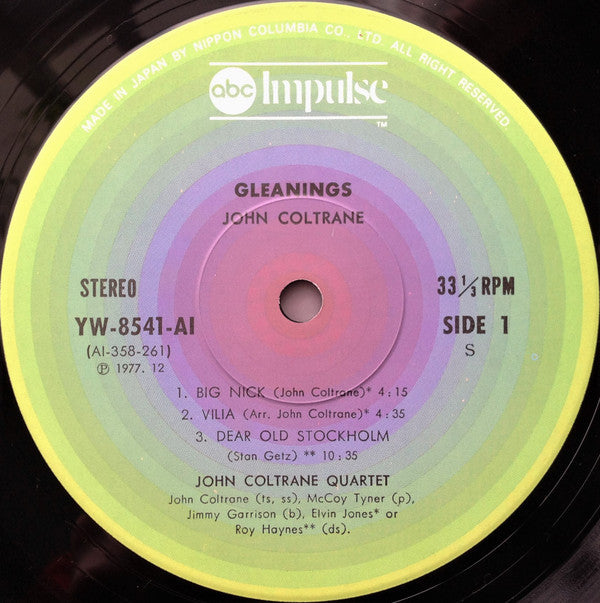 MADE IN JAPAN BY NIPPON COLUMBIA CO., LTD. ALL RIGHT RESERVED
abc Impulse
TM
GLEANINGS
JOHN COLTRANE
STEREO
33 1/3 RPM
YW-8541-AI
SIDE 1
(AI-358-261)
S
Ⓟ 1977. 12
1. BIG NICK (John Coltrane)* 4:15
2. VILIA (Arr. John Coltrane)* 4:35
3. DEAR OLD STOCKHOLM
(Stan Getz) ** 10:35
JOHN COLTRANE QUARTET
John Coltrane (ts, ss), McCoy Tyner (p),
Jimmy Garrison (b), Elvin Jones* or
Roy Haynes** (ds).